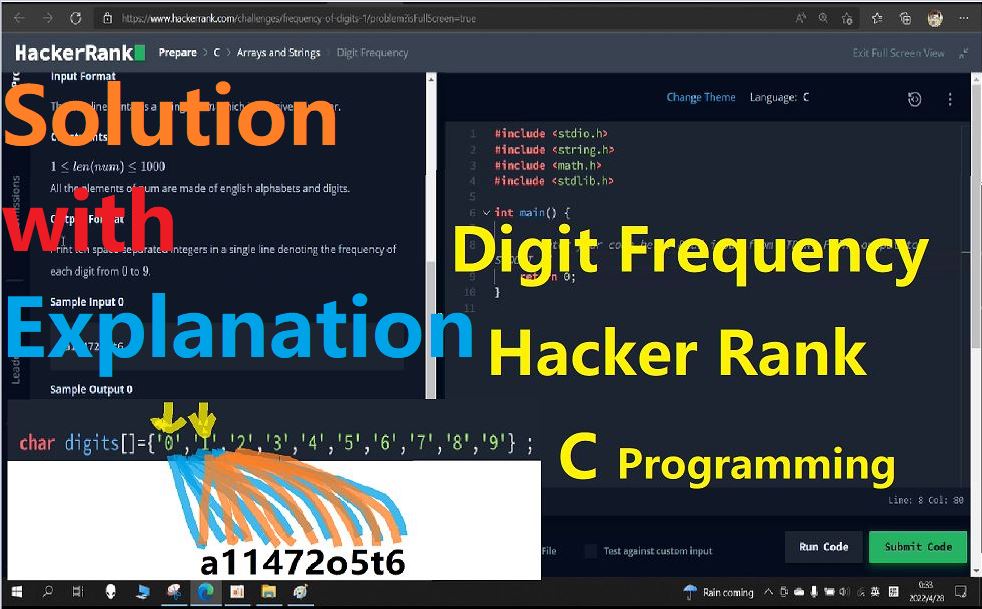 https://www.hackerrank.com/challenges/frequency-of-digits-1/problem?isFullScreen=true
HackerRank
Prepare > C > Arrays and Strings > Digit Frequency
Exit Full Screen View
Input Format
Solution
1 ≤ len(num) ≤ 1000
All the elements of num are made of english alphabets and digits.
with
Print ten space-separated integers in a single line denoting the frequency of
each digit from 0 to 9.
Sample Input 0
Explanation
Sample Output 0
char digits[]={'0','1','2','3','4','5','6','7','8','9'} ;
a11472o5t6
Change Theme Language: C
1 #include <stdio.h>
2 #include <string.h>
3 #include <math.h>
4 #include <stdlib.h>
5
6 int main() {
8
Digit Frequency
9 return 0;
10 }
11
Hacker Rank
C Programming
Line: 8 Col: 80
File
Test against custom input
Run Code
Submit Code
Rain coming
英
0:33
2022/4/28